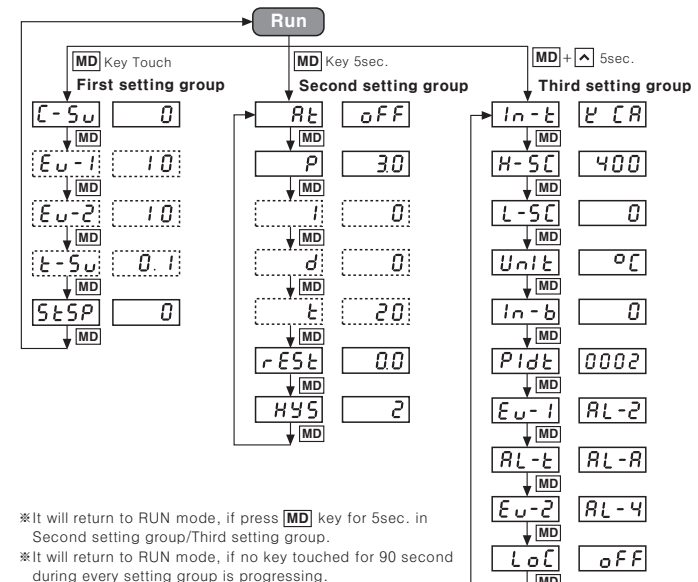 Run
MD Key Touch
First setting group
C-Su 0
MD
Eu-1 10
MD
Eu-2 10
MD
t-Su 0.1
MD
StSP 0
MD
MD Key 5sec.
Second setting group
At oFF
MD
P 3.0
MD
I 0
MD
d 0
MD
t 20
MD
rESt 0.0
MD
HYS 2
MD
MD + ^ 5sec.
Third setting group
In-t K CA
MD
H-SC 400
MD
L-SC 0
MD
UnIt °C
MD
In-b 0
MD
PIdt 0002
MD
Eu-1 AL-2
MD
AL-t AL-A
MD
Eu-2 AL-4
MD
LoC oFF
MD
※It will return to RUN mode, if press MD key for 5sec. in
Second setting group/Third setting group.
※It will return to RUN mode, if no key touched for 90 second
during every setting group is progressing.